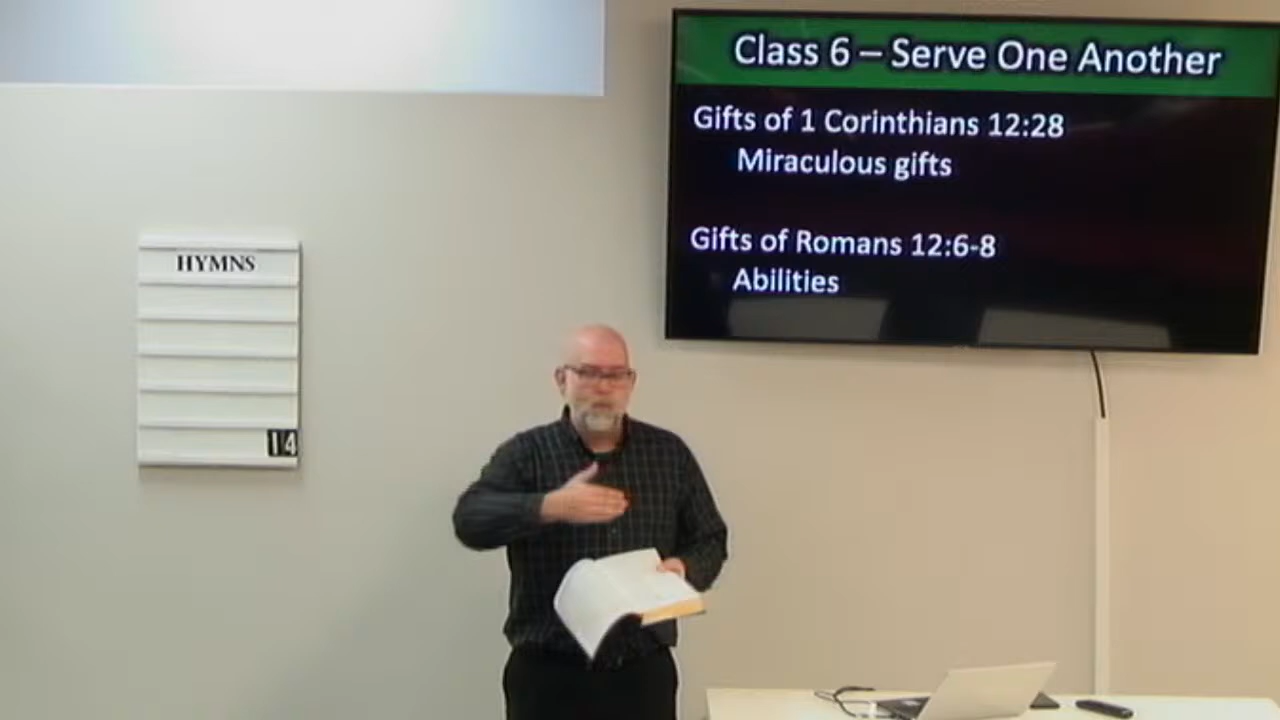 Class 6 – Serve One Another
Gifts of 1 Corinthians 12:28
Miraculous gifts
Gifts of Romans 12:6-8
Abilities
HYMNS
14